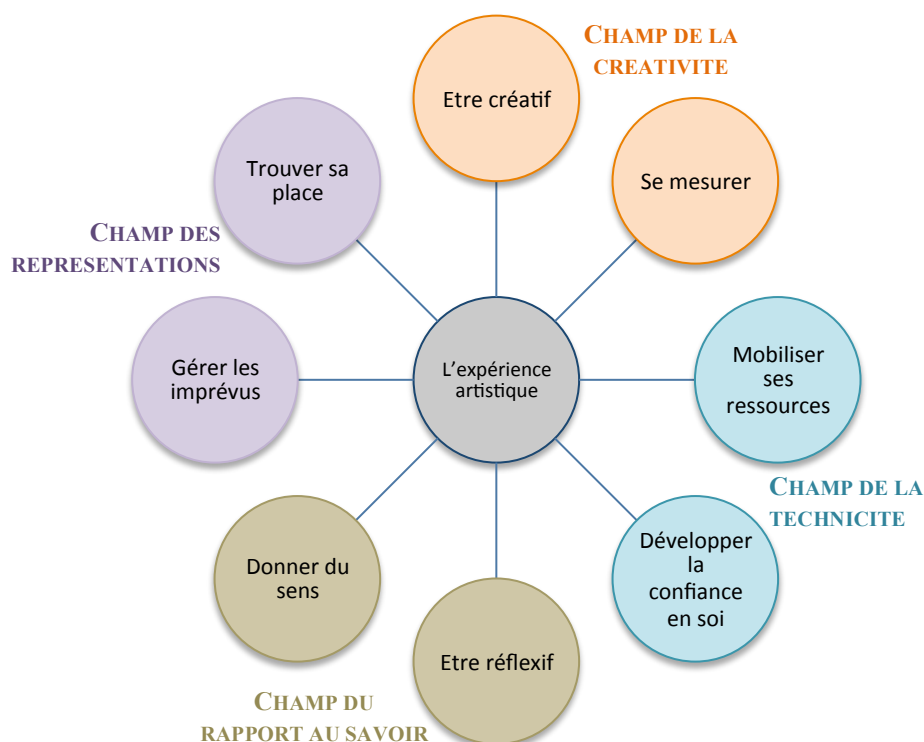 CHAMP DE LA
CREATIVITE
Etre créatif
Se mesurer
Trouver sa
place
CHAMP DES
REPRESENTATIONS
Gérer les
imprévus
L’expérience
artistique
Mobiliser
ses
ressources
CHAMP DE LA
TECHNICITE
Développer
la
confiance
en soi
Donner du
sens
Etre réflexif
CHAMP DU
RAPPORT AU SAVOIR